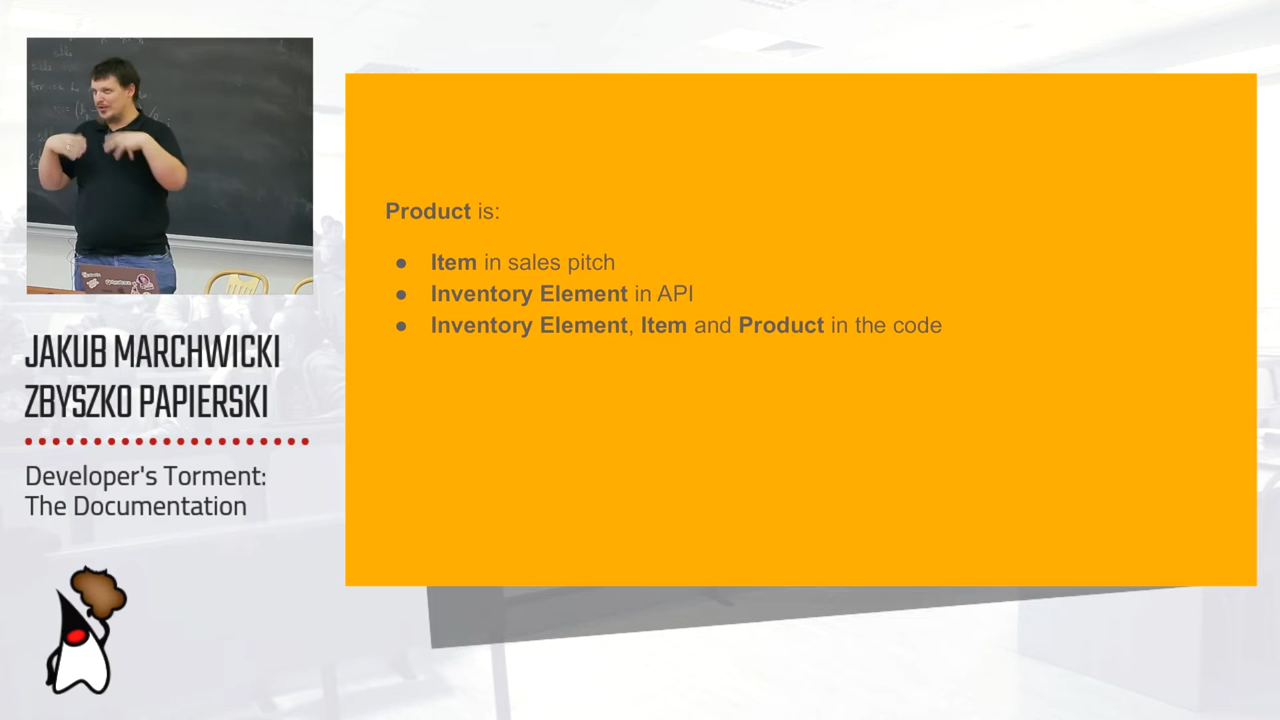 JAKUB MARCHWICKI
ZBYSZKO PAPIERSKI
Developer's Torment:
The Documentation
Product is:
● Item in sales pitch
● Inventory Element in API
● Inventory Element, Item and Product in the code